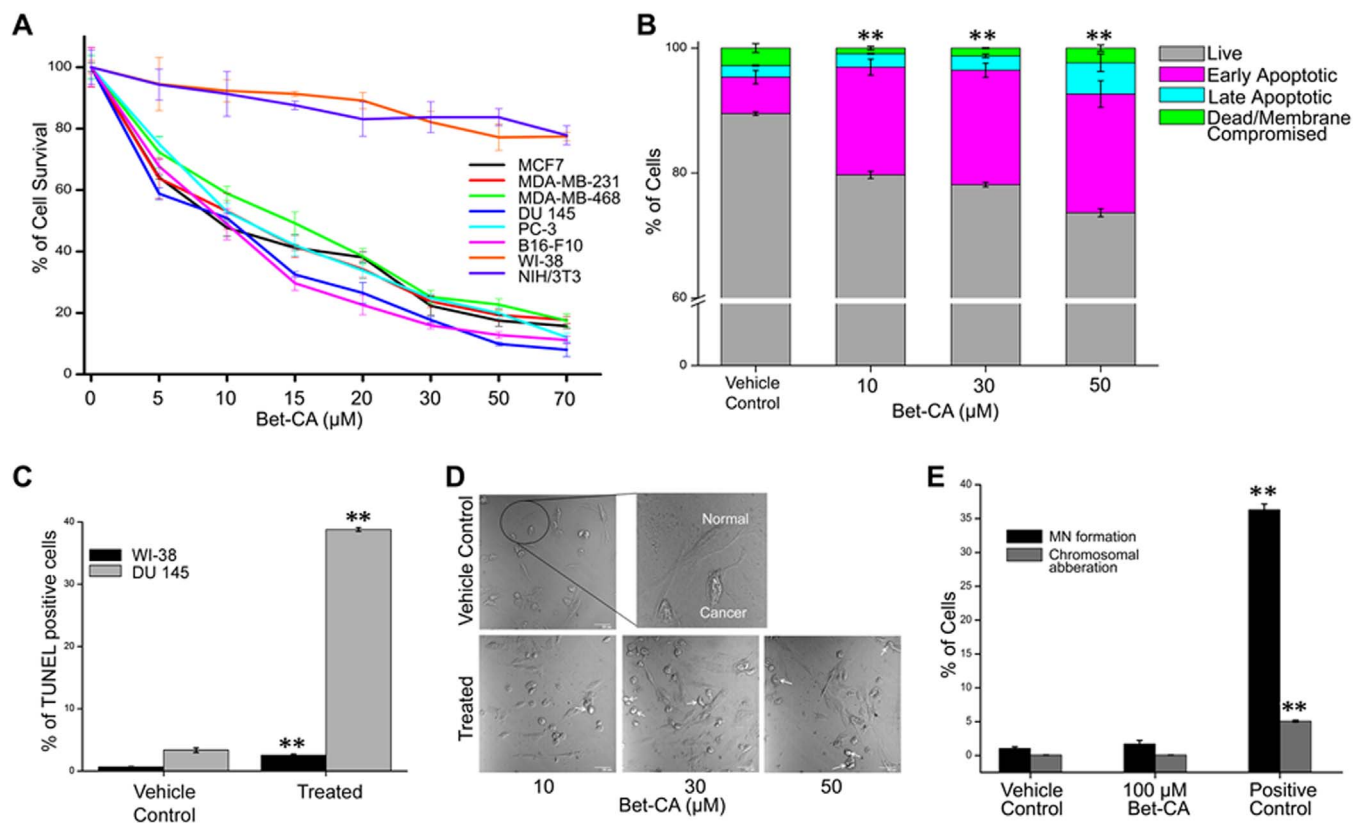 A
% of Cell Survival
100
80
60
40
20
0
MCF7
MDA-MB-231
MDA-MB-468
DU 145
PC-3
B16-F10
WI-38
NIH/3T3
0 5 10 15 20 30 50 70
Bet-CA (µM)
B
% of Cells
100
80
60
0
** ** **
Live
Early Apoptotic
Late Apoptotic
Dead/Membrane
Compromised
Vehicle
Control
10 30 50
Bet-CA (µM)
C
% of TUNEL positive cells
40
30
20
10
0
WI-38
DU 145
**
**
Vehicle
Control
Treated
D
Vehicle Control
Normal
Cancer
Treated
10 30 50
Bet-CA (µM)
E
% of Cells
40
35
30
25
20
15
10
5
0
MN formation
Chromosomal
abberation
**
**
Vehicle
Control
100 µM
Bet-CA
Positive
Control